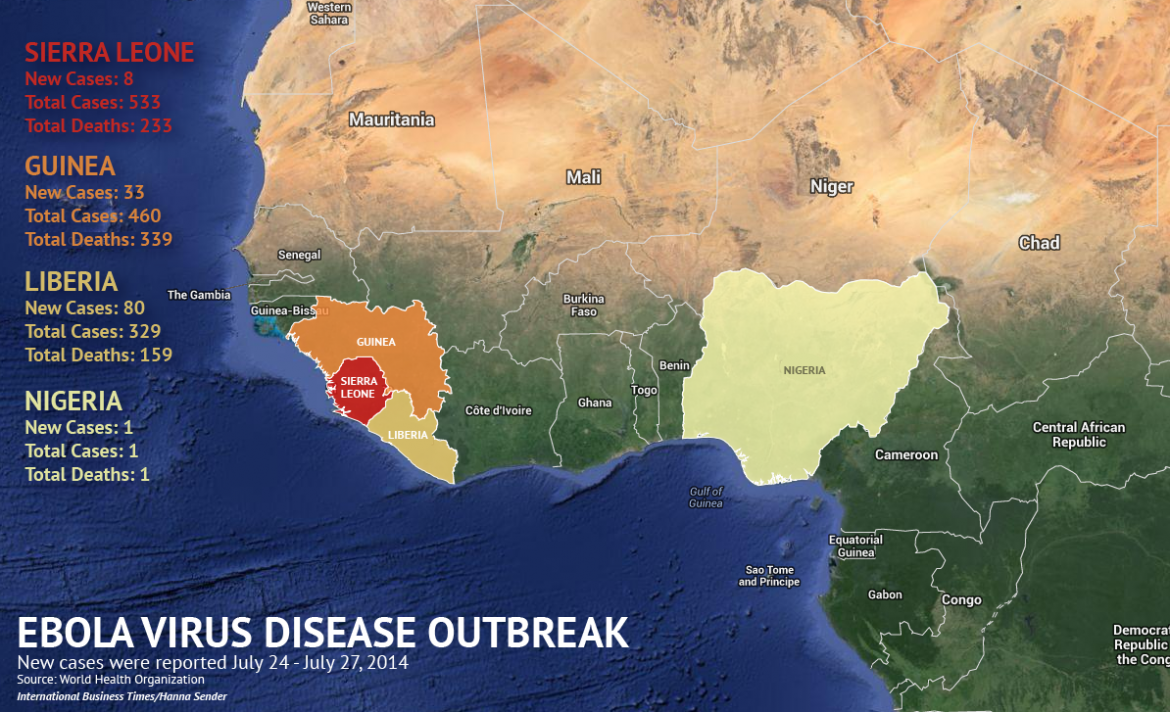 Western
Sahara
SIERRA LEONE
New Cases: 8
Total Cases: 533
Total Deaths: 233
GUINEA
New Cases: 33
Total Cases: 460
Total Deaths: 339
LIBERIA
New Cases: 80
Total Cases: 329
Total Deaths: 159
NIGERIA
New Cases: 1
Total Cases: 1
Total Deaths: 1
Mauritania
Mali
Niger
Chad
Senegal
The Gambia
Guinea-Bissau
Burkina
Faso
GUINEA
SIERRA
LEONE
LIBERIA
Côte d'Ivoire
Ghana
Togo
Benin
NIGERIA
Central African
Republic
Cameroon
Gulf of
Guinea
Equatorial
Guinea
Sao Tome
and Principe
Gabon
Congo
Democrat
Republic
the Cong
EBOLA VIRUS DISEASE OUTBREAK
New cases were reported July 24 - July 27, 2014
Source: World Health Organization
International Business Times/Hanna Sender